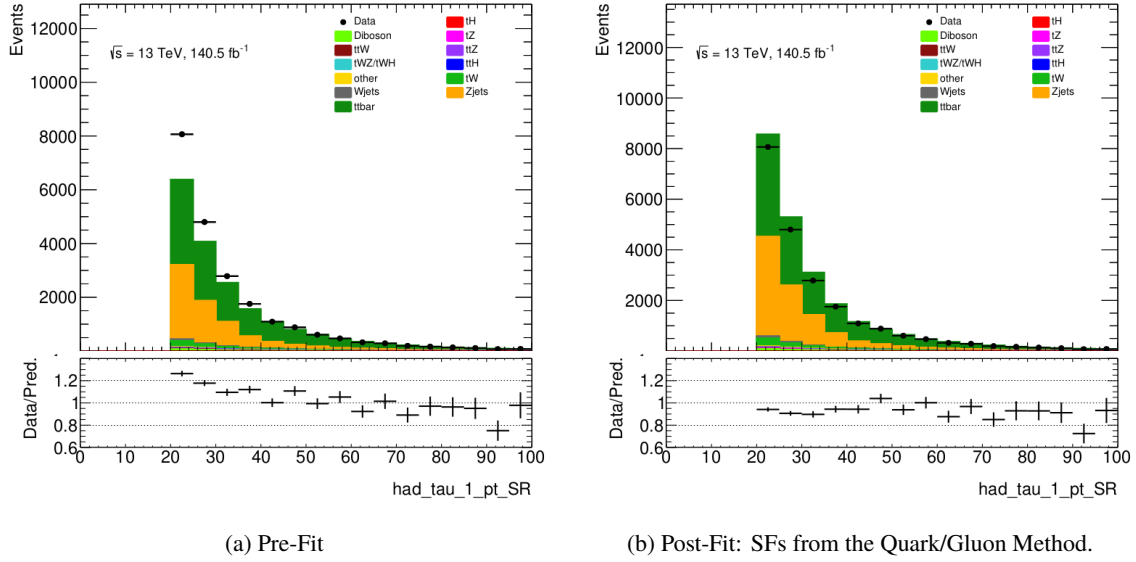 Events
12000
10000
8000
6000
4000
2000
√s = 13 TeV, 140.5 fb⁻¹
Data
Diboson
ttW
tWZ/tWH
other
Wjets
ttbar
tH
tZ
ttZ
ttH
tW
Zjets
Data/Pred.
1.2
1
0.8
0.6
0 10 20 30 40 50 60 70 80 90 100
had_tau_1_pt_SR
(a) Pre-Fit
Events
12000
10000
8000
6000
4000
2000
√s = 13 TeV, 140.5 fb⁻¹
Data
Diboson
ttW
tWZ/tWH
other
Wjets
ttbar
tH
tZ
ttZ
ttH
tW
Zjets
Data/Pred.
1.2
1
0.8
0.6
0 10 20 30 40 50 60 70 80 90 100
had_tau_1_pt_SR
(b) Post-Fit: SFs from the Quark/Gluon Method.